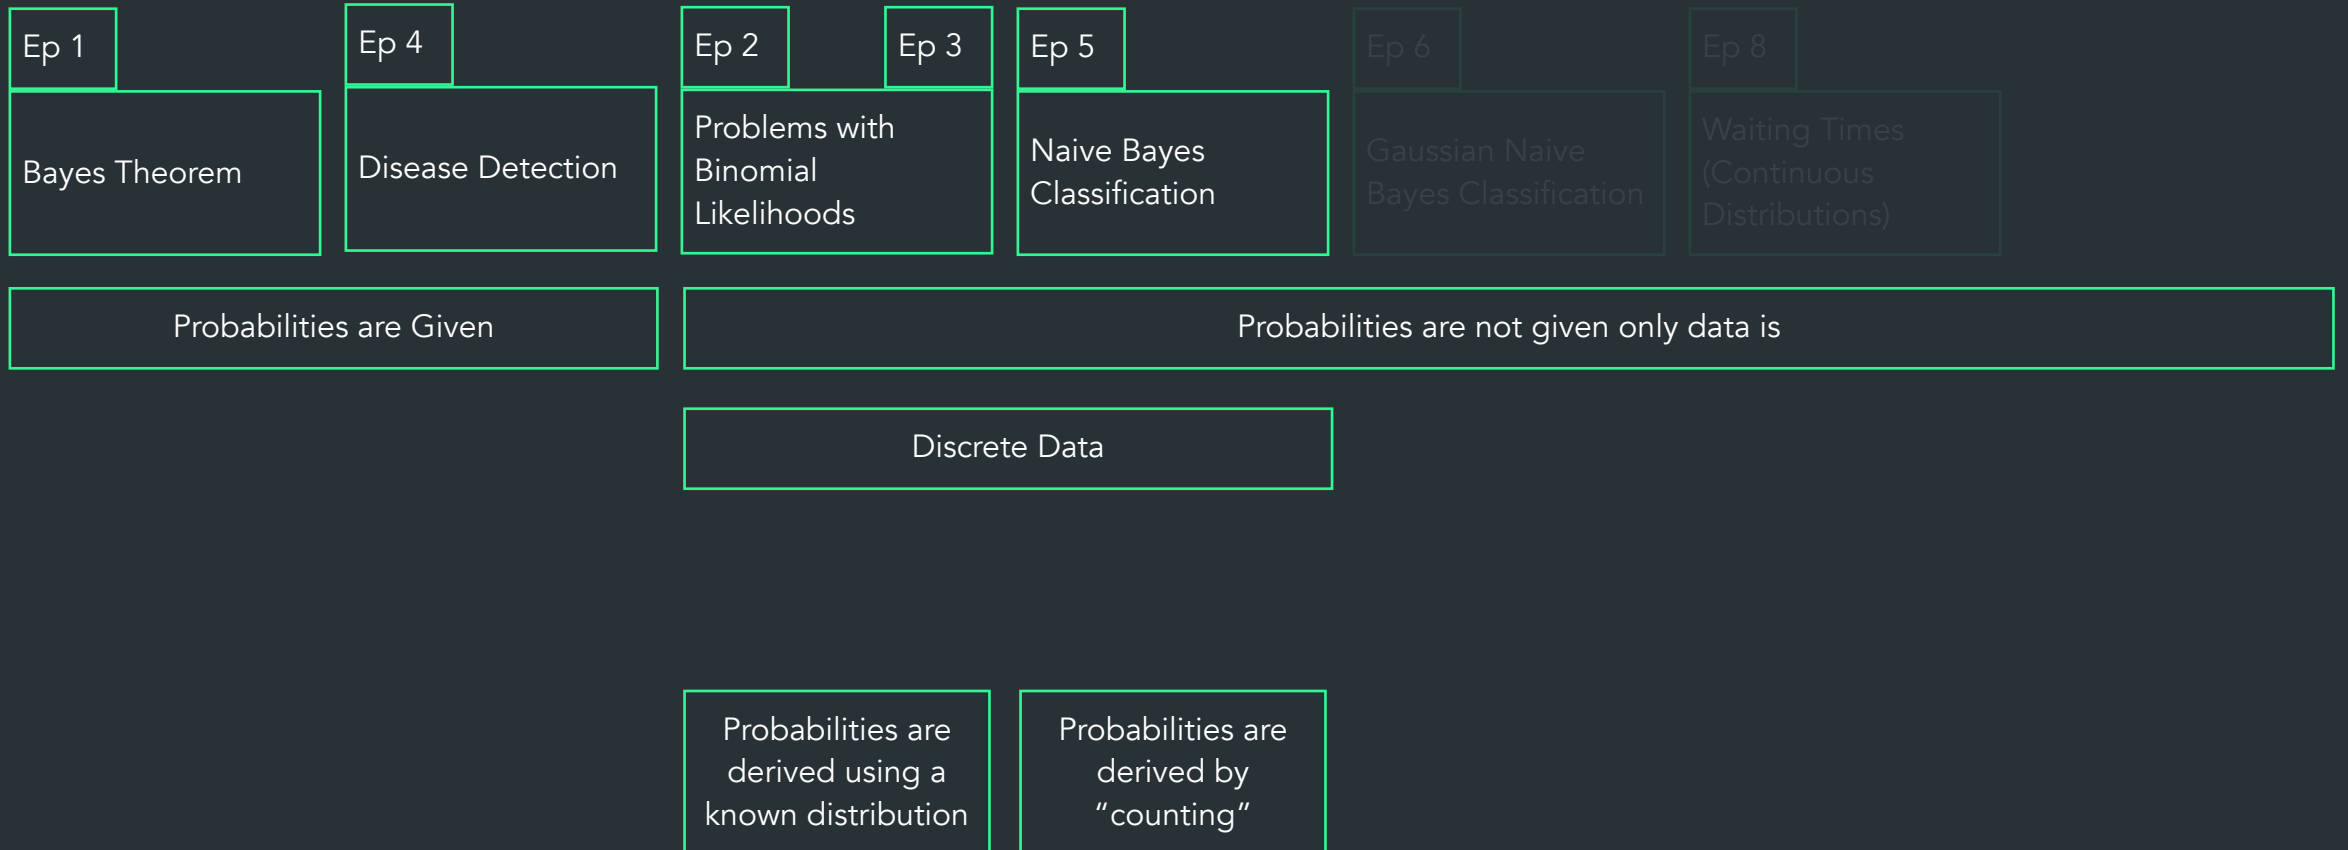 Ep 1
Ep 4
Ep 2
Ep 3
Ep 5
Ep 6
Ep 8
Bayes Theorem
Disease Detection
Problems with
Binomial
Likelihoods
Naive Bayes
Classification
Gaussian Naive
Bayes Classification
Waiting Times
(Continuous
Distributions)
Probabilities are Given
Probabilities are not given only data is
Discrete Data
Probabilities are
derived using a
known distribution
Probabilities are
derived by
“counting”